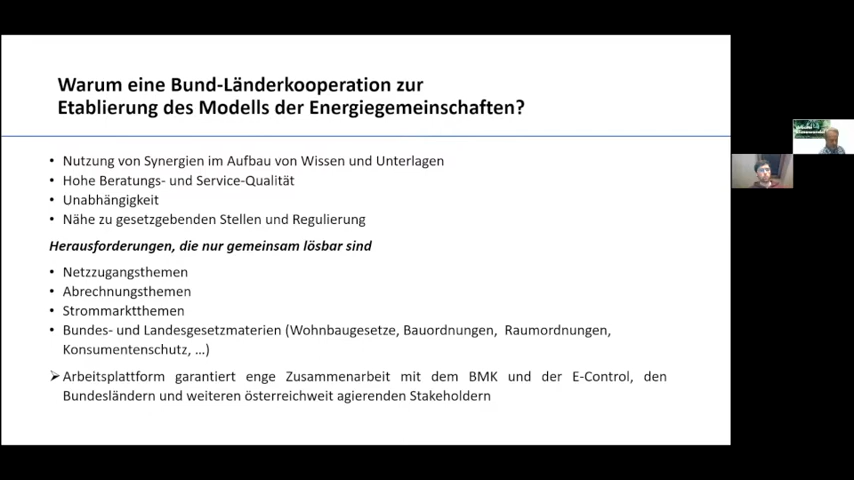 Warum eine Bund-Länderkooperation zur
Etablierung des Modells der Energiegemeinschaften?
• Nutzung von Synergien im Aufbau von Wissen und Unterlagen
• Hohe Beratungs- und Service-Qualität
• Unabhängigkeit
• Nähe zu gesetzgebenden Stellen und Regulierung
Herausforderungen, die nur gemeinsam lösbar sind
• Netzzugangsthemen
• Abrechnungsthemen
• Strommarktthemen
• Bundes- und Landesgesetzmaterien (Wohnbaugesetze, Bauordnungen, Raumordnungen,
Konsumentenschutz, …)
➢ Arbeitsplattform garantiert enge Zusammenarbeit mit dem BMK und der E-Control, den
Bundesländern und weiteren österreichweit agierenden Stakeholdern